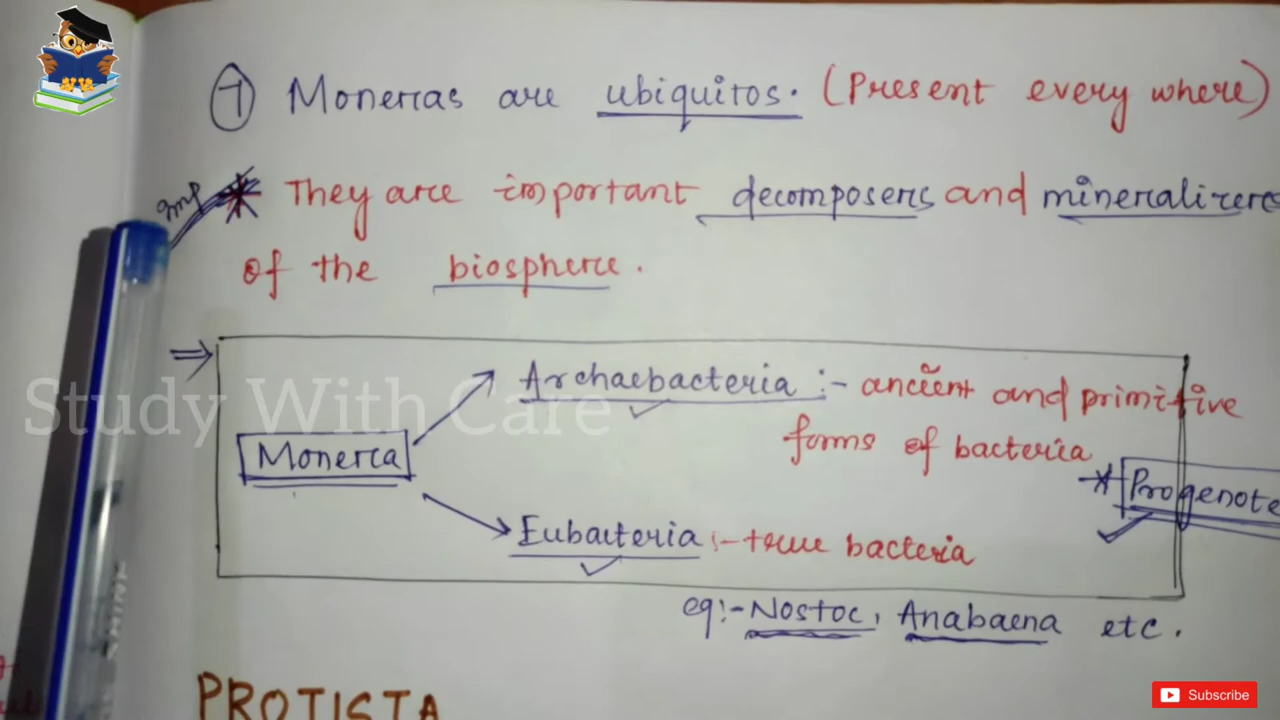 7 Moneras are ubiquitos. (Present every where)
Imp * They are important decomposers and mineralizers
of the biosphere.
⇒ Archaebacteria :- ancient and primitive
forms of bacteria
Monera
* Progenote
Eubacteria :- true bacteria
eg:- Nostoc, Anabaena etc.
PROTISTA
Study With Care
Subscribe